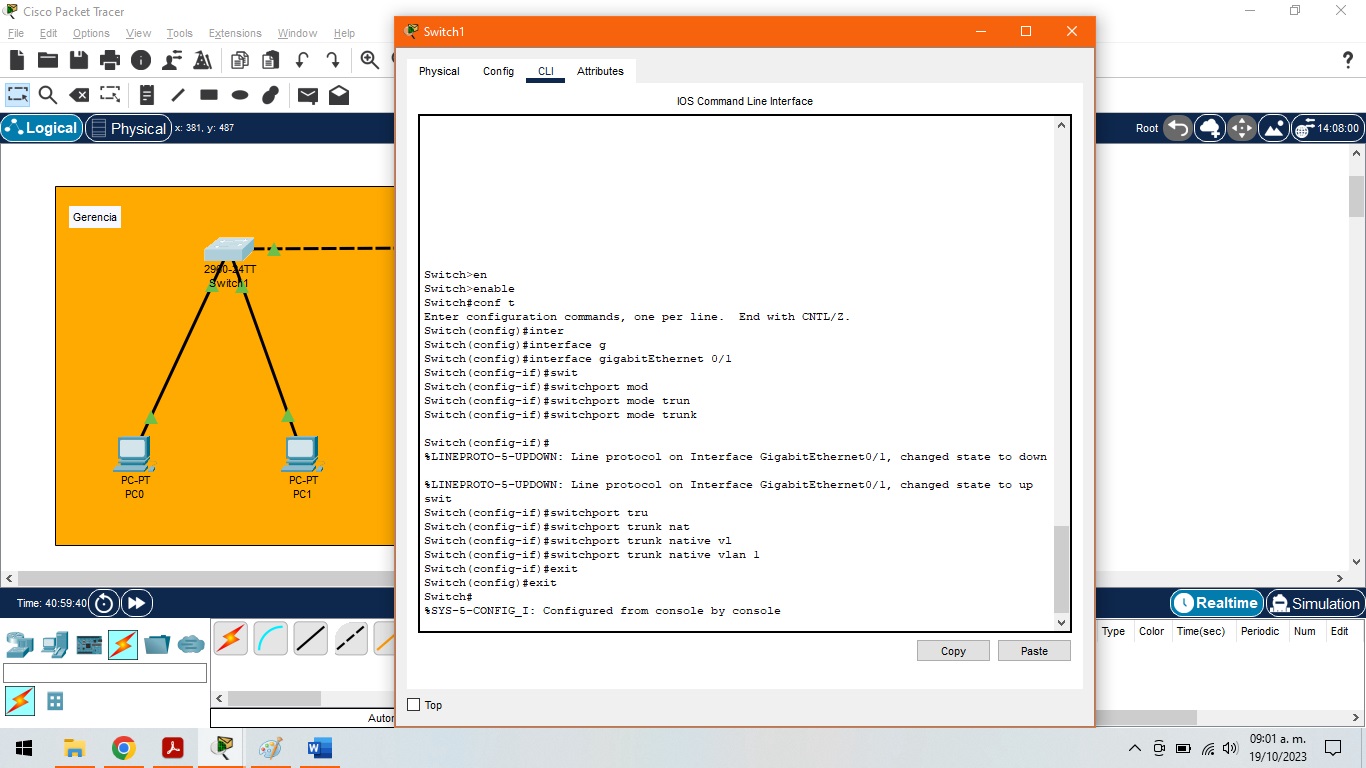 Cisco Packet Tracer
File Edit Options View Tools Extensions Window Help
Logical
Physical
x: 381, y: 487
Root
14:08:00
Gerencia
2960-24TT
Switch1
PC-PT
PC0
PC-PT
PC1
Switch1
Physical Config CLI Attributes
IOS Command Line Interface
Switch>en
Switch>enable
Switch#conf t
Enter configuration commands, one per line. End with CNTL/Z.
Switch(config)#inter
Switch(config)#interface g
Switch(config)#interface gigabitEthernet 0/1
Switch(config-if)#swit
Switch(config-if)#switchport mod
Switch(config-if)#switchport mode trun
Switch(config-if)#switchport mode trunk
Switch(config-if)#
%LINEPROTO-5-UPDOWN: Line protocol on Interface GigabitEthernet0/1, changed state to down
%LINEPROTO-5-UPDOWN: Line protocol on Interface GigabitEthernet0/1, changed state to up
swit
Switch(config-if)#switchport tru
Switch(config-if)#switchport trunk nat
Switch(config-if)#switchport trunk native vl
Switch(config-if)#switchport trunk native vlan 1
Switch(config-if)#exit
Switch(config)#exit
Switch#
%SYS-5-CONFIG_I: Configured from console by console
Copy
Paste
Top
Time: 40:59:40
Realtime
Simulation
Type Color Time(sec) Periodic Num Edit
Autor
09:01 a. m.
19/10/2023